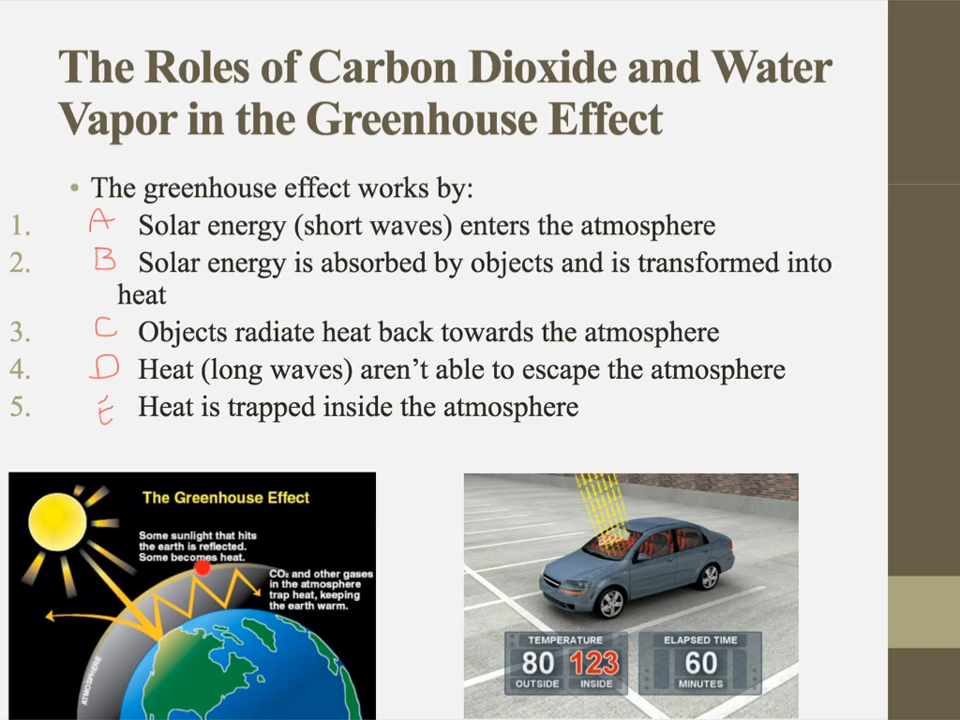 The Roles of Carbon Dioxide and Water
Vapor in the Greenhouse Effect
• The greenhouse effect works by:
1. A Solar energy (short waves) enters the atmosphere
2. B Solar energy is absorbed by objects and is transformed into
heat
3. C Objects radiate heat back towards the atmosphere
4. D Heat (long waves) aren’t able to escape the atmosphere
5. E Heat is trapped inside the atmosphere
The Greenhouse Effect
Some sunlight that hits
the earth is reflected.
Some becomes heat.
CO₂ and other gases
in the atmosphere
trap heat, keeping
the earth warm.
ATMOSPHERE
TEMPERATURE
80 123
OUTSIDE INSIDE
ELAPSED TIME
60
MINUTES